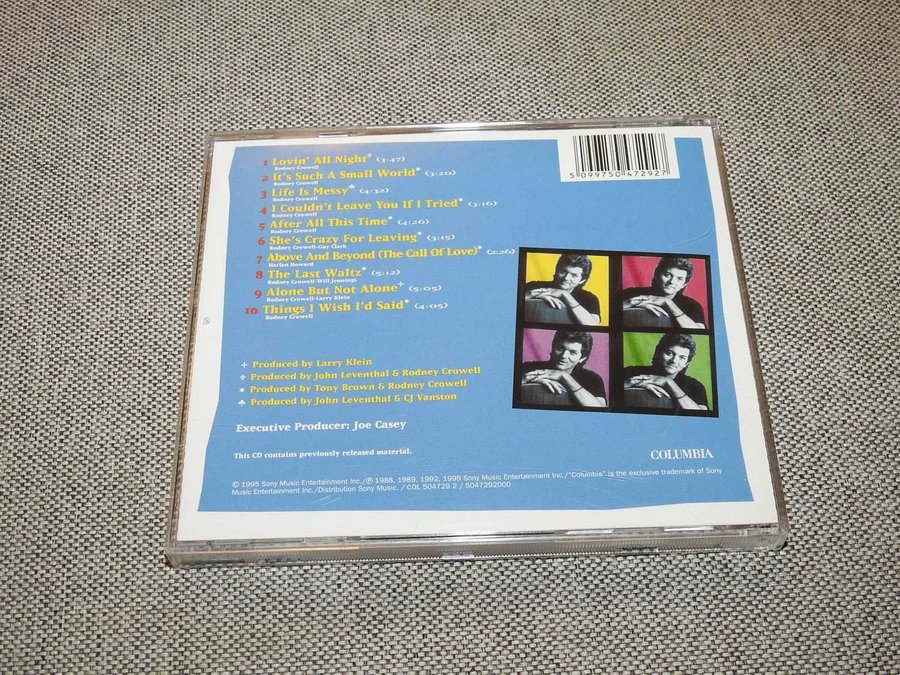 1 Lovin' All Night+ (3:47)
Rodney Crowell
2 It's Such A Small World* (3:20)
Rodney Crowell
3 Life Is Messy♣ (4:32)
Rodney Crowell
4 I Couldn't Leave You If I Tried* (3:16)
Rodney Crowell
5 After All This Time* (4:26)
Rodney Crowell
6 She's Crazy For Leaving* (3:15)
Rodney Crowell-Guy Clark
7 Above And Beyond (The Call Of Love)* (2:26)
Harlan Howard
8 The Last Waltz* (5:12)
Rodney Crowell-Will Jennings
9 Alone But Not Alone+ (5:05)
Rodney Crowell-Larry Klein
10 Things I Wish I'd Said* (4:05)
Rodney Crowell
+ Produced by Larry Klein
Produced by John Leventhal & Rodney Crowell
* Produced by Tony Brown & Rodney Crowell
♣ Produced by John Leventhal & CJ Vanston
Executive Producer: Joe Casey
This CD contains previously released material.
COLUMBIA
© 1995 Sony Music Entertainment Inc./℗ 1988, 1989, 1992, 1995 Sony Music Entertainment Inc./"Columbia" is the exclusive trademark of Sony
Music Entertainment Inc./Distribution Sony Music. / COL 504729 2 / 5047292000
5 099750 472927